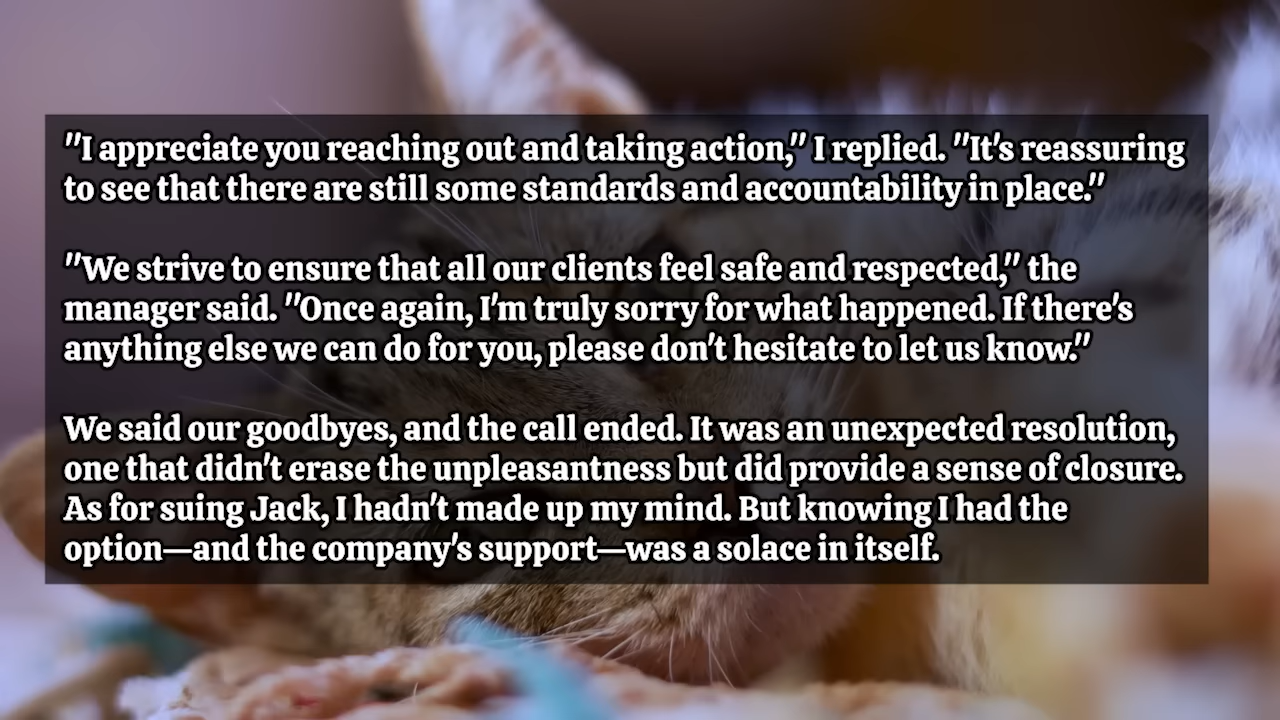 "I appreciate you reaching out and taking action," I replied. "It's reassuring
to see that there are still some standards and accountability in place."
"We strive to ensure that all our clients feel safe and respected," the
manager said. "Once again, I'm truly sorry for what happened. If there's
anything else we can do for you, please don't hesitate to let us know."
We said our goodbyes, and the call ended. It was an unexpected resolution,
one that didn't erase the unpleasantness but did provide a sense of closure.
As for suing Jack, I hadn't made up my mind. But knowing I had the
option—and the company's support—was a solace in itself.